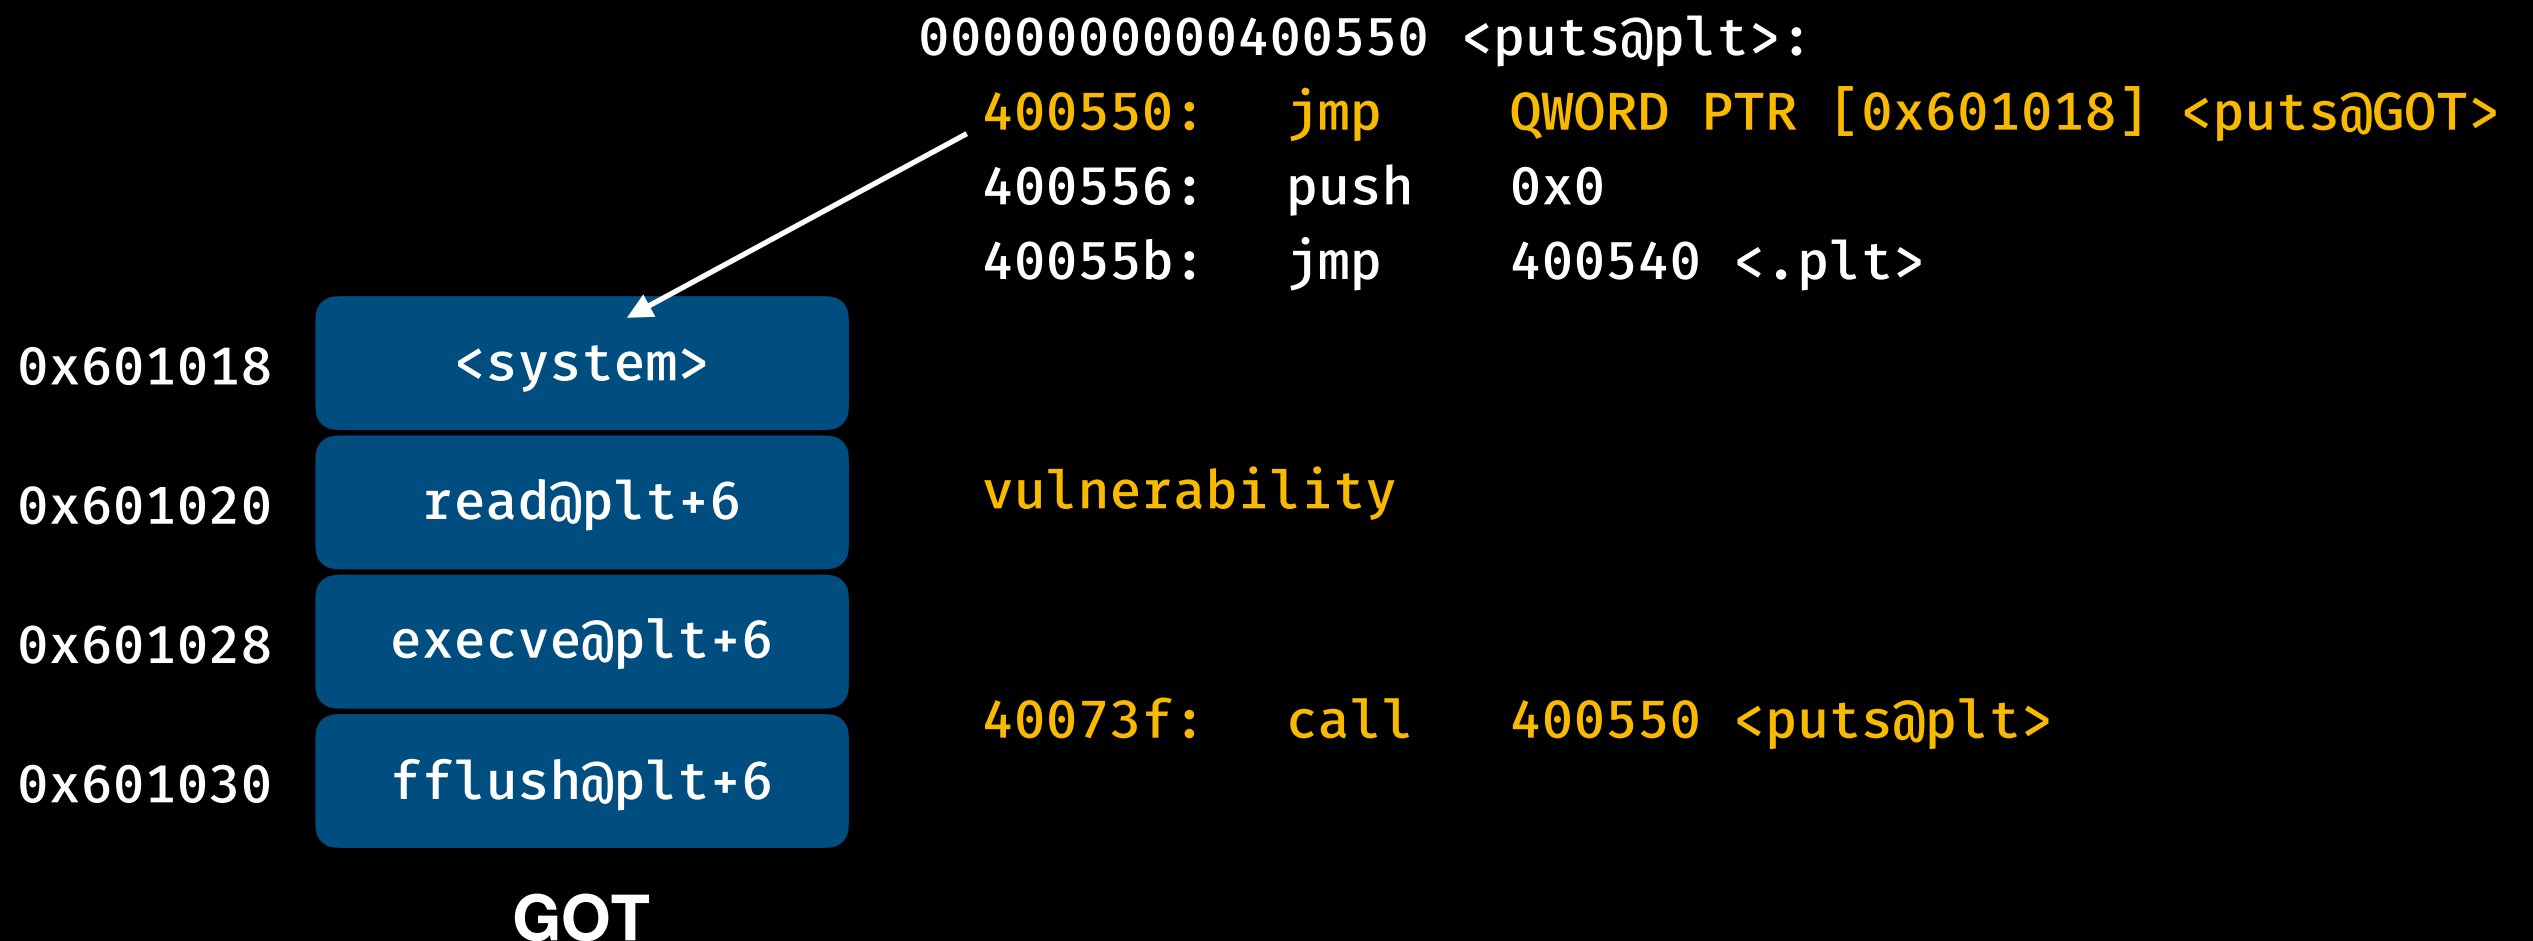 0000000000400550 <puts@plt>:
400550: jmp QWORD PTR [0x601018] <puts@GOT>
400556: push 0x0
40055b: jmp 400540 <.plt>
0x601018 <system>
0x601020 read@plt+6
vulnerability
0x601028 execve@plt+6
40073f: call 400550 <puts@plt>
0x601030 fflush@plt+6
GOT